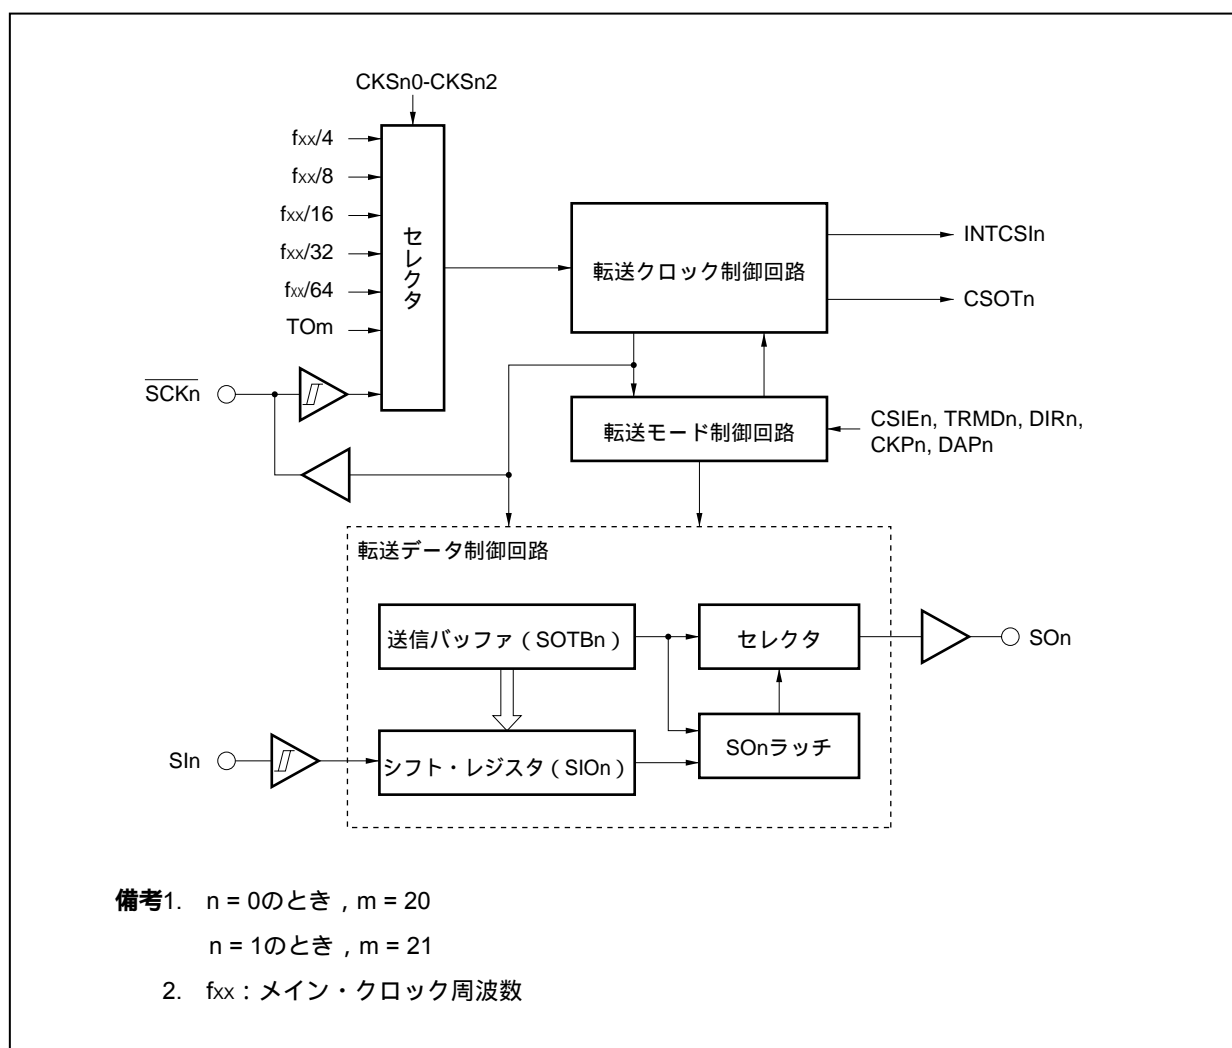 CKSn0-CKSn2
fxx/4
fxx/8
fxx/16
fxx/32
fxx/64
TOm
セレクタ
SCKn
転送クロック制御回路
INTCSIn
CSOTn
転送モード制御回路
CSIEn, TRMDn, DIRn,
CKPn, DAPn
転送データ制御回路
送信バッファ（SOTBn）
セレクタ
SOn
SIn
シフト・レジスタ（SIOn）
SOnラッチ
備考1. n = 0のとき，m = 20
n = 1のとき，m = 21
2. fxx：メイン・クロック周波数